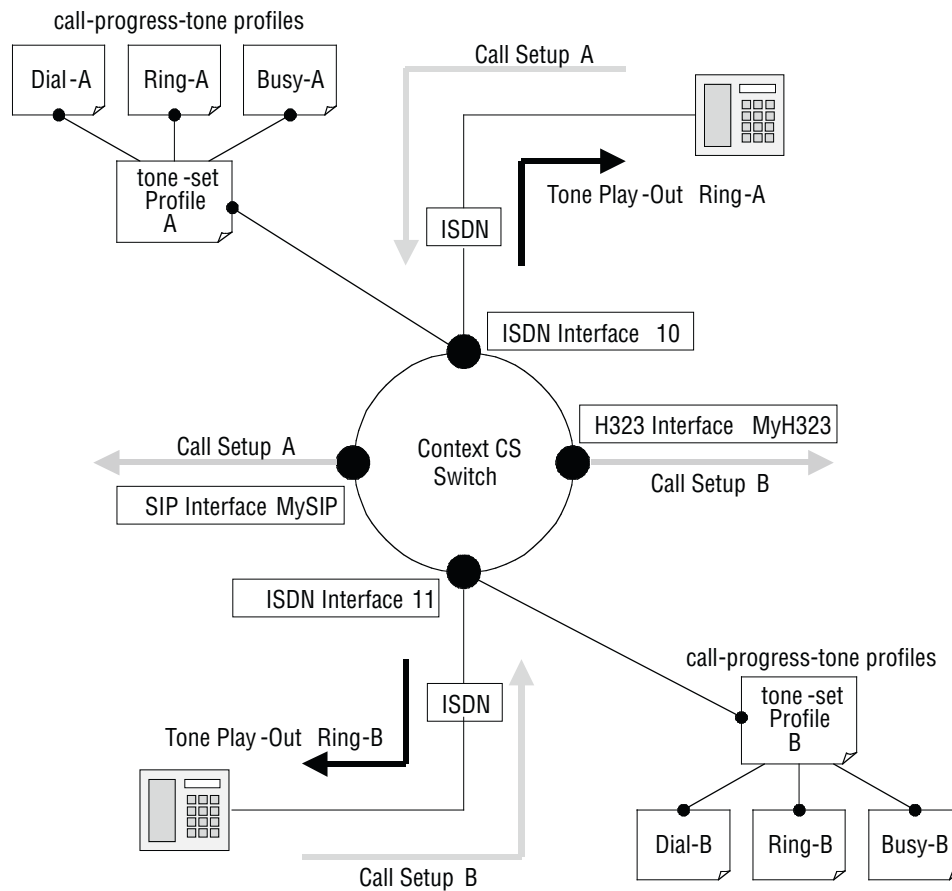 call-progress-tone profiles
Dial-A
Ring-A
Busy-A
tone-set
Profile
A
Call Setup A
ISDN
Tone Play-Out Ring-A
ISDN Interface 10
H323 Interface MyH323
Call Setup A
Context CS
Switch
Call Setup B
SIP Interface MySIP
ISDN Interface 11
call-progress-tone profiles
ISDN
tone-set
Profile
B
Tone Play-Out Ring-B
Dial-B
Ring-B
Busy-B
Call Setup B